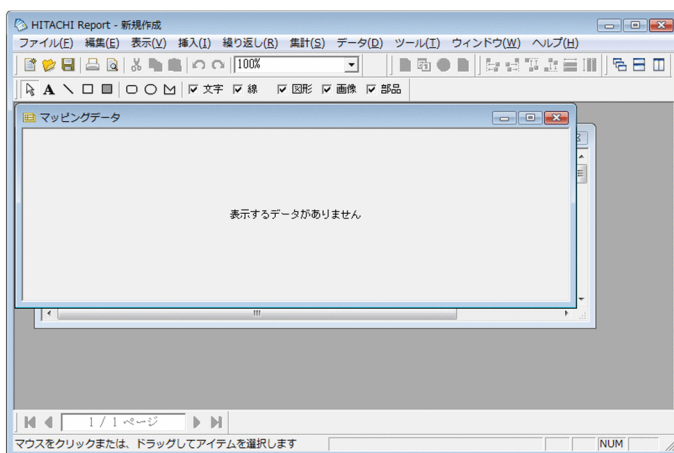 HITACHI Report - 新規作成
ファイル(F) 編集(E) 表示(V) 挿入(I) 繰り返し(R) 集計(S) データ(D) ツール(T) ウィンドウ(W) ヘルプ(H)
100%
A 文字 線 図形 画像 部品
マッピングデータ
表示するデータがありません
1 / 1 ページ
マウスをクリックまたは、ドラッグしてアイテムを選択します NUM